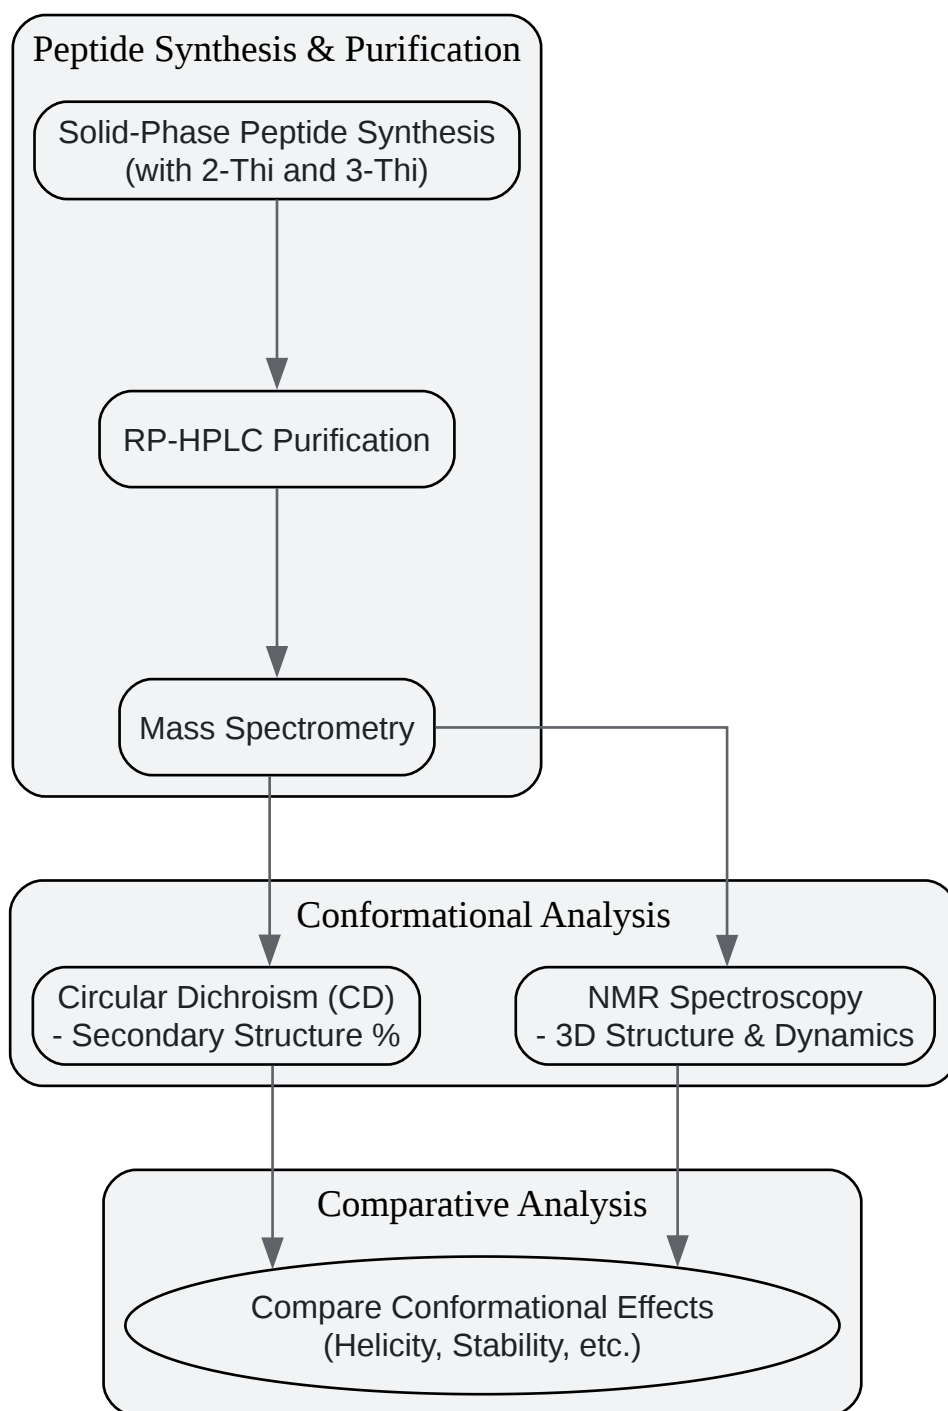 Peptide Synthesis & Purification
Solid-Phase Peptide Synthesis
(with 2-Thi and 3-Thi)
RP-HPLC Purification
Mass Spectrometry
Conformational Analysis
Circular Dichroism (CD)
- Secondary Structure %
NMR Spectroscopy
- 3D Structure & Dynamics
Comparative Analysis
Compare Conformational Effects
(Helicity, Stability, etc.)